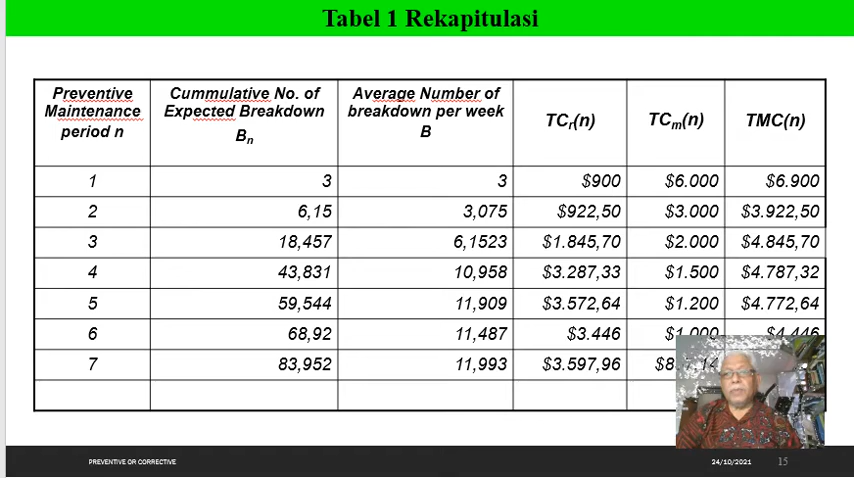 Tabel 1 Rekapitulasi
Preventive Maintenance period n | Cummulative No. of Expected Breakdown Bn | Average Number of breakdown per week B | TCr(n) | TCm(n) | TMC(n)
1 | 3 | 3 | $900 | $6.000 | $6.900
2 | 6,15 | 3,075 | $922,50 | $3.000 | $3.922,50
3 | 18,457 | 6,1523 | $1.845,70 | $2.000 | $4.845,70
4 | 43,831 | 10,958 | $3.287,33 | $1.500 | $4.787,32
5 | 59,544 | 11,909 | $3.572,64 | $1.200 | $4.772,64
6 | 68,92 | 11,487 | $3.446 | $1.000 | $4.446
7 | 83,952 | 11,993 | $3.597,96
PREVENTIVE OR CORRECTIVE
24/10/2021 15